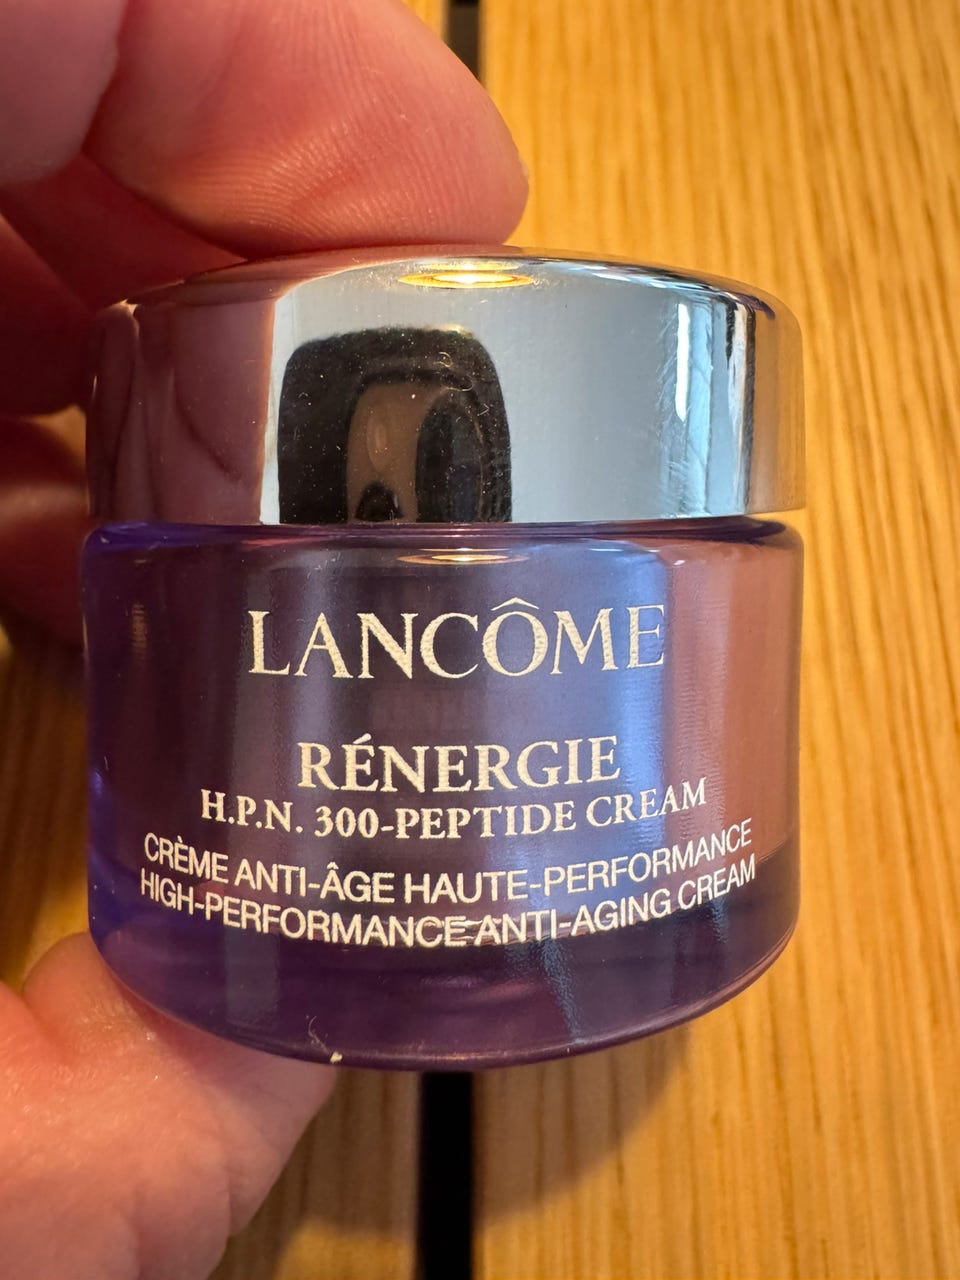 LANCÔME
RÉNERGIE
H.P.N. 300-PEPTIDE CREAM
CRÈME ANTI-ÂGE HAUTE-PERFORMANCE
HIGH-PERFORMANCE ANTI-AGING CREAM